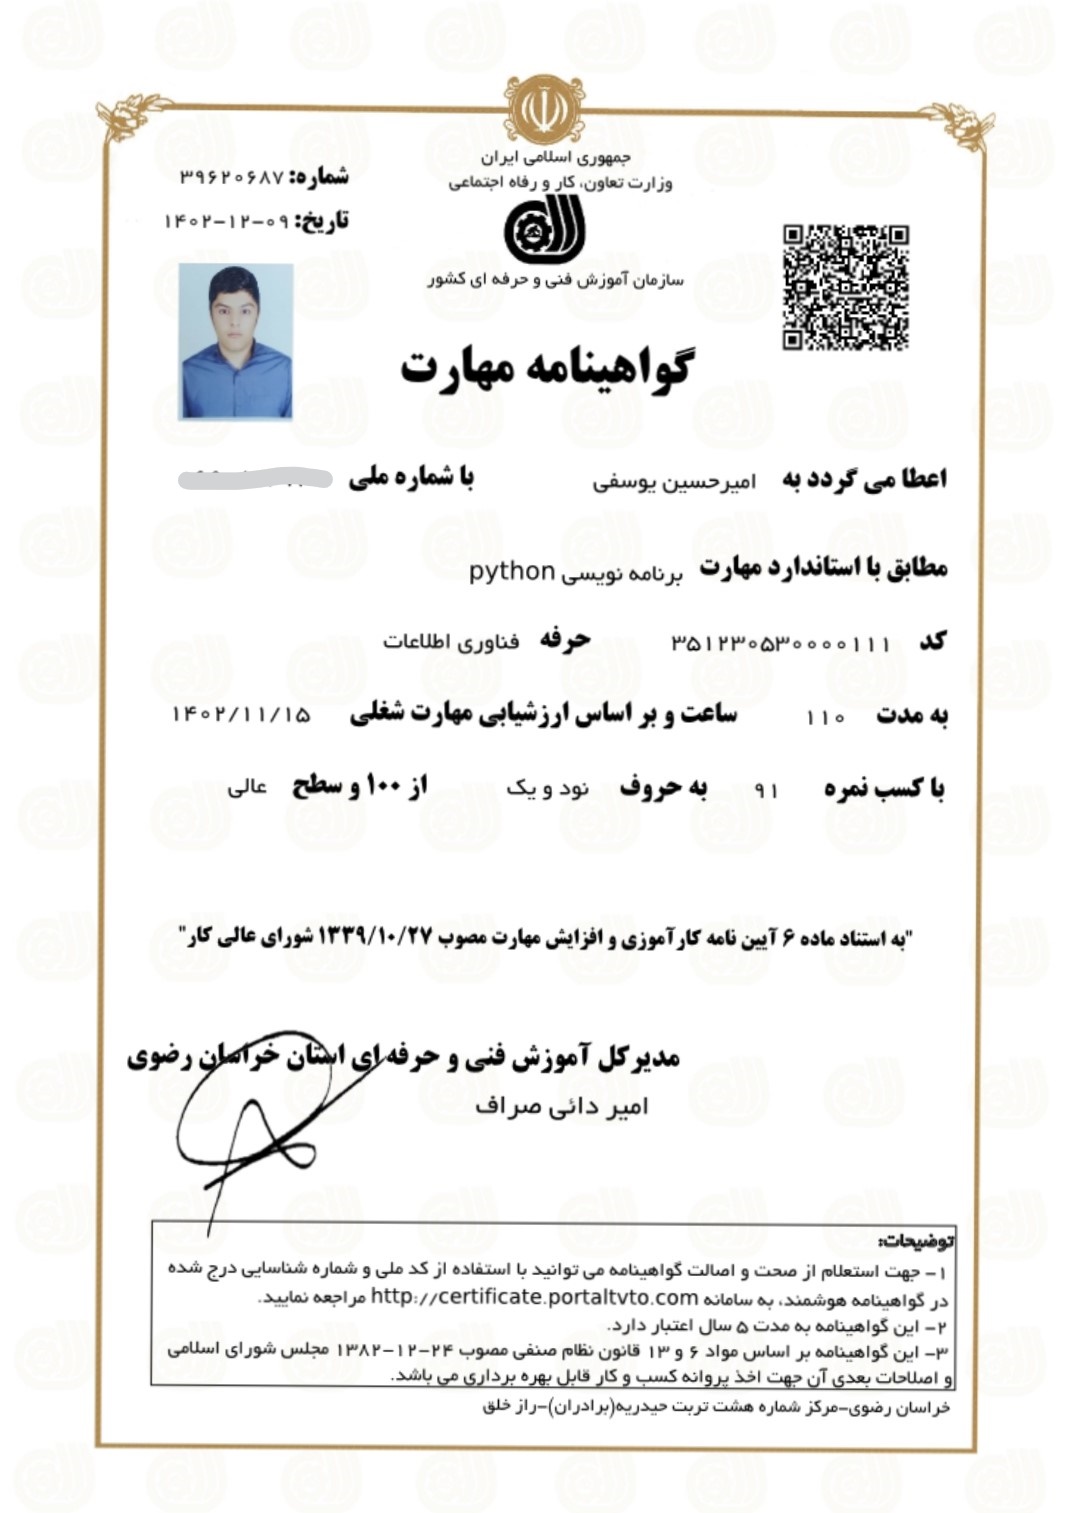 جمهوری اسلامی ایران
وزارت تعاون، کار و رفاه اجتماعی
سازمان آموزش فنی و حرفه ای کشور
شماره: ۳۹۶۲۰۶۸۷
تاریخ: ۱۴۰۲-۱۲-۰۹
گواهینامه مهارت
اعطا می گردد به امیرحسین یوسفی با شماره ملی
مطابق با استاندارد مهارت برنامه نویسی python
کد ۳۵۱۲۳۰۵۳۰۰۰۰۱۱۱ حرفه فناوری اطلاعات
به مدت ۱۱۰ ساعت و بر اساس ارزشیابی مهارت شغلی ۱۴۰۲/۱۱/۱۵
با کسب نمره ۹۱ به حروف نود و یک از ۱۰۰ و سطح عالی
"به استناد ماده ۶ آیین نامه کارآموزی و افزایش مهارت مصوب ۱۳۳۹/۱۰/۲۷ شورای عالی کار"
مدیرکل آموزش فنی و حرفه ای استان خراسان رضوی
امیر دائی صراف
توضیحات:
۱- جهت استعلام از صحت و اصالت گواهینامه می توانید با استفاده از کد ملی و شماره شناسایی درج شده
در گواهینامه هوشمند، به سامانه http://certificate.portaltvto.com مراجعه نمایید.
۲- این گواهینامه به مدت ۵ سال اعتبار دارد.
۳- این گواهینامه بر اساس مواد ۶ و ۱۳ قانون نظام صنفی مصوب ۲۴-۱۲-۱۳۸۲ مجلس شورای اسلامی
و اصلاحات بعدی آن جهت اخذ پروانه کسب و کار قابل بهره برداری می باشد.
خراسان رضوی-مرکز شماره هشت تربت حیدریه(برادران)-راز خلق